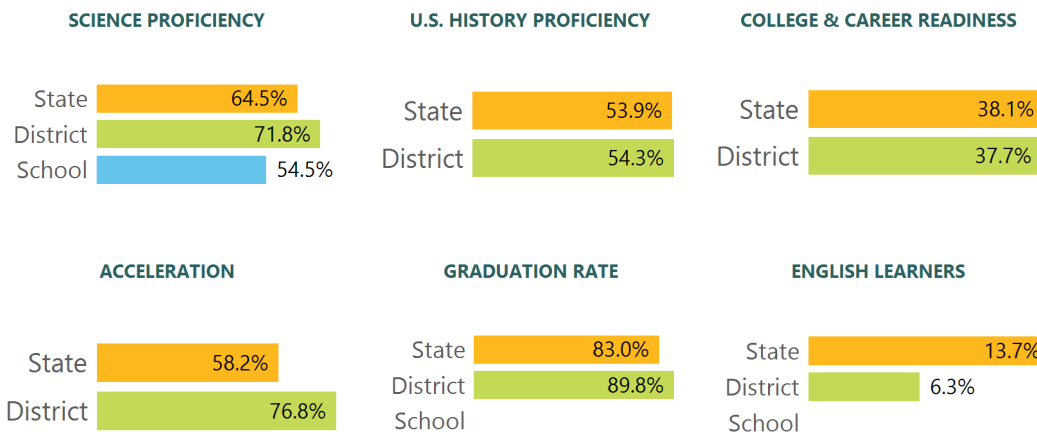 SCIENCE PROFICIENCY
State 64.5%
District 71.8%
School 54.5%
U.S. HISTORY PROFICIENCY
State 53.9%
District 54.3%
COLLEGE & CAREER READINESS
State 38.1%
District 37.7%
ACCELERATION
State 58.2%
District 76.8%
GRADUATION RATE
State 83.0%
District 89.8%
School
ENGLISH LEARNERS
State 13.7%
District 6.3%
School